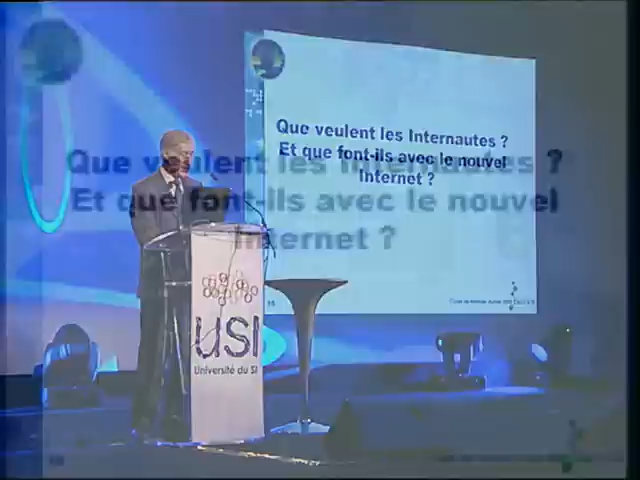 Que veulent les Internautes ?
Et que font-ils avec le nouvel
Internet ?
Que veulent les Internautes ?
Et que font-ils avec le nouvel
Internet ?
USI
Université du SI